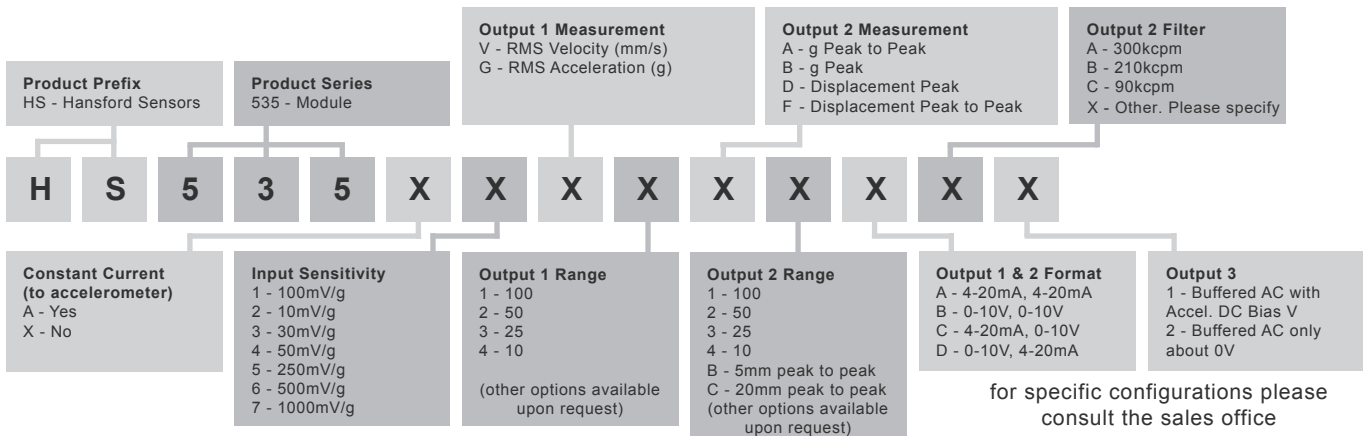 Output 1 Measurement
V - RMS Velocity (mm/s)
G - RMS Acceleration (g)
Output 2 Measurement
A - g Peak to Peak
B - g Peak
D - Displacement Peak
F - Displacement Peak to Peak
Output 2 Filter
A - 300kcpm
B - 210kcpm
C - 90kcpm
X - Other. Please specify
Product Prefix
HS - Hansford Sensors
Product Series
535 - Module
H S 5 3 5 X X X X X X X X X
Constant Current
(to accelerometer)
A - Yes
X - No
Input Sensitivity
1 - 100mV/g
2 - 10mV/g
3 - 30mV/g
4 - 50mV/g
5 - 250mV/g
6 - 500mV/g
7 - 1000mV/g
Output 1 Range
1 - 100
2 - 50
3 - 25
4 - 10
(other options available
upon request)
Output 2 Range
1 - 100
2 - 50
3 - 25
4 - 10
B - 5mm peak to peak
C - 20mm peak to peak
(other options available
upon request)
Output 1 & 2 Format
A - 4-20mA, 4-20mA
B - 0-10V, 0-10V
C - 4-20mA, 0-10V
D - 0-10V, 4-20mA
Output 3
1 - Buffered AC with
Accel. DC Bias V
2 - Buffered AC only
about 0V
for specific configurations please
consult the sales office